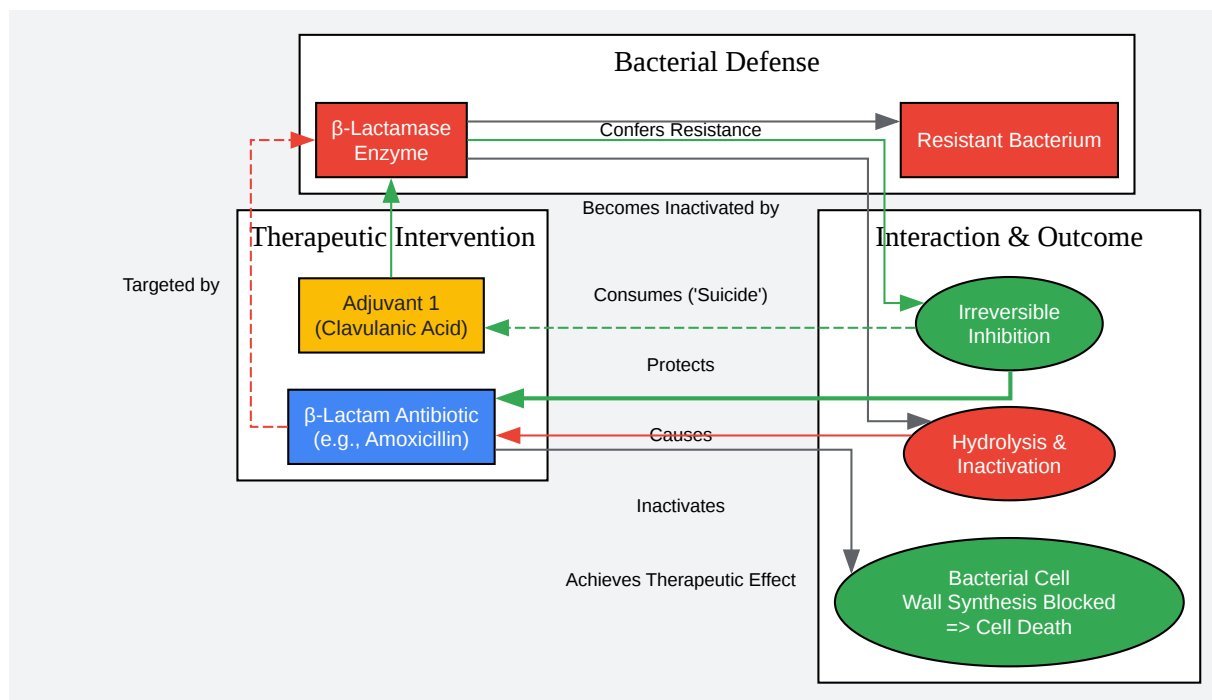 Bacterial Defense
β-Lactamase
Enzyme
Confers Resistance
Resistant Bacterium
Becomes Inactivated by
Therapeutic Intervention
Interaction & Outcome
Targeted by
Adjuvant 1
(Clavulanic Acid)
Consumes ('Suicide')
Irreversible
Inhibition
Protects
β-Lactam Antibiotic
(e.g., Amoxicillin)
Causes
Hydrolysis &
Inactivation
Inactivates
Achieves Therapeutic Effect
Bacterial Cell
Wall Synthesis Blocked
=> Cell Death